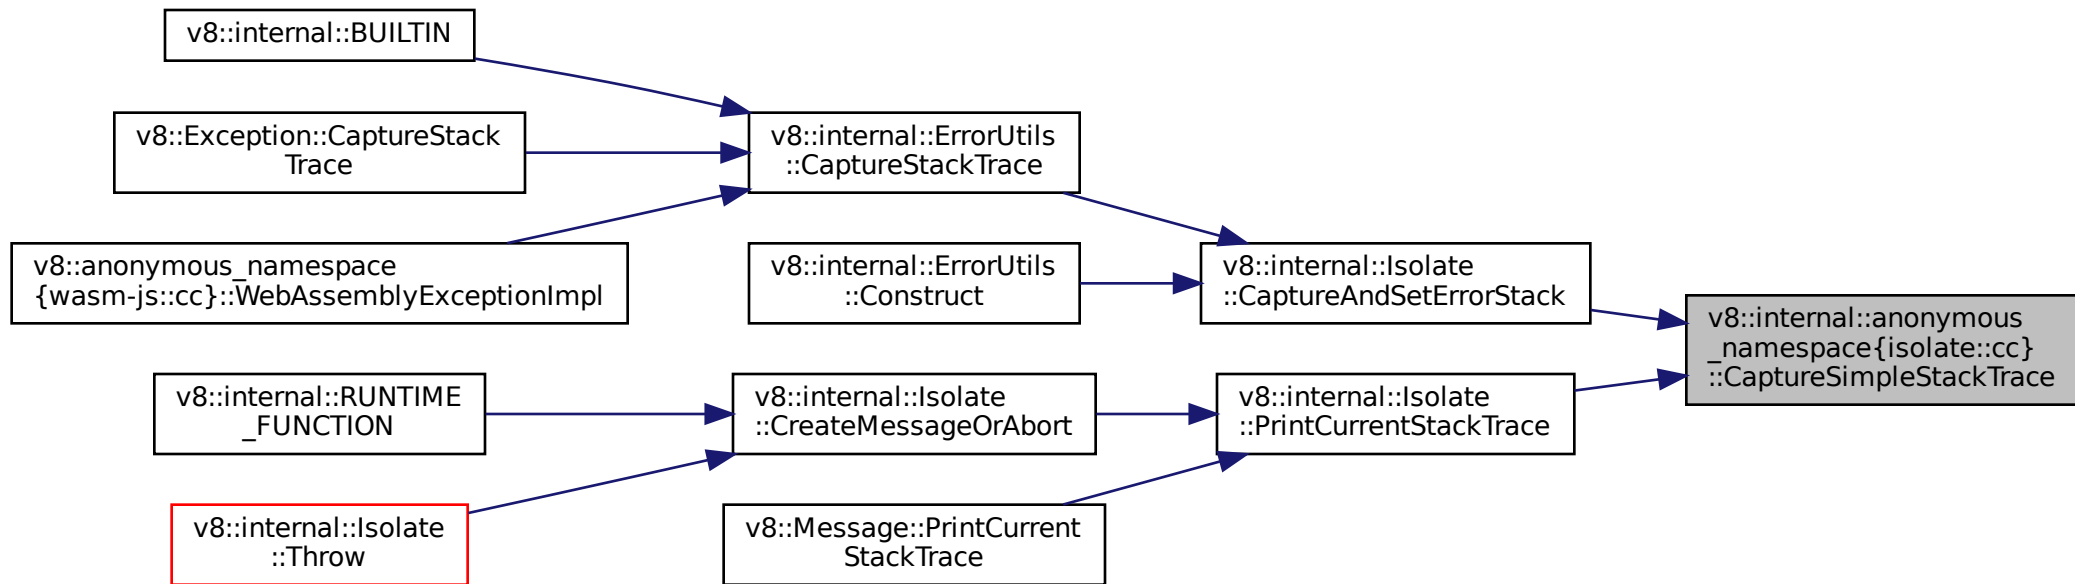 v8::internal::BUILTIN
v8::Exception::CaptureStack
Trace
v8::anonymous_namespace
{wasm-js::cc}::WebAssemblyExceptionImpl
v8::internal::RUNTIME
_FUNCTION
v8::internal::Isolate
::Throw
v8::internal::ErrorUtils
::CaptureStackTrace
v8::internal::ErrorUtils
::Construct
v8::internal::Isolate
::CreateMessageOrAbort
v8::Message::PrintCurrent
StackTrace
v8::internal::Isolate
::CaptureAndSetErrorStack
v8::internal::Isolate
::PrintCurrentStackTrace
v8::internal::anonymous
_namespace{isolate::cc}
::CaptureSimpleStackTrace